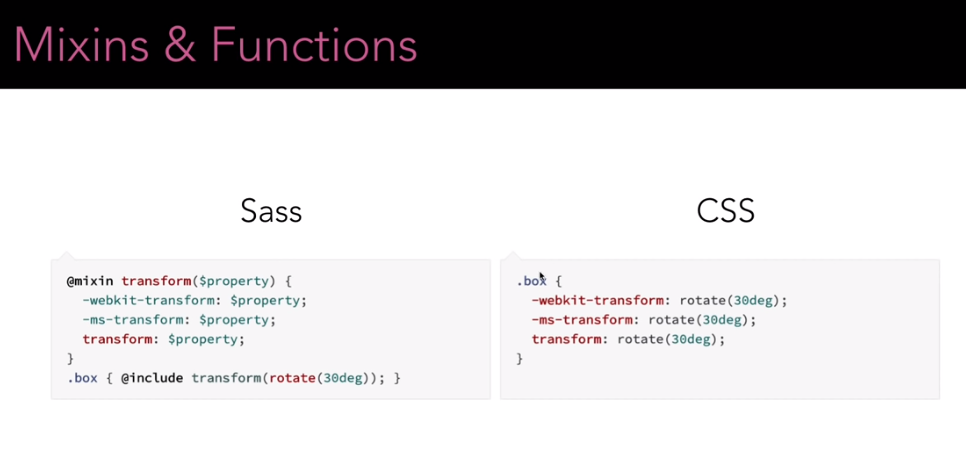 Mixins & Functions
Sass
@mixin transform($property) {
  -webkit-transform: $property;
  -ms-transform: $property;
  transform: $property;
}
.box { @include transform(rotate(30deg)); }
CSS
.box {
  -webkit-transform: rotate(30deg);
  -ms-transform: rotate(30deg);
  transform: rotate(30deg);
}